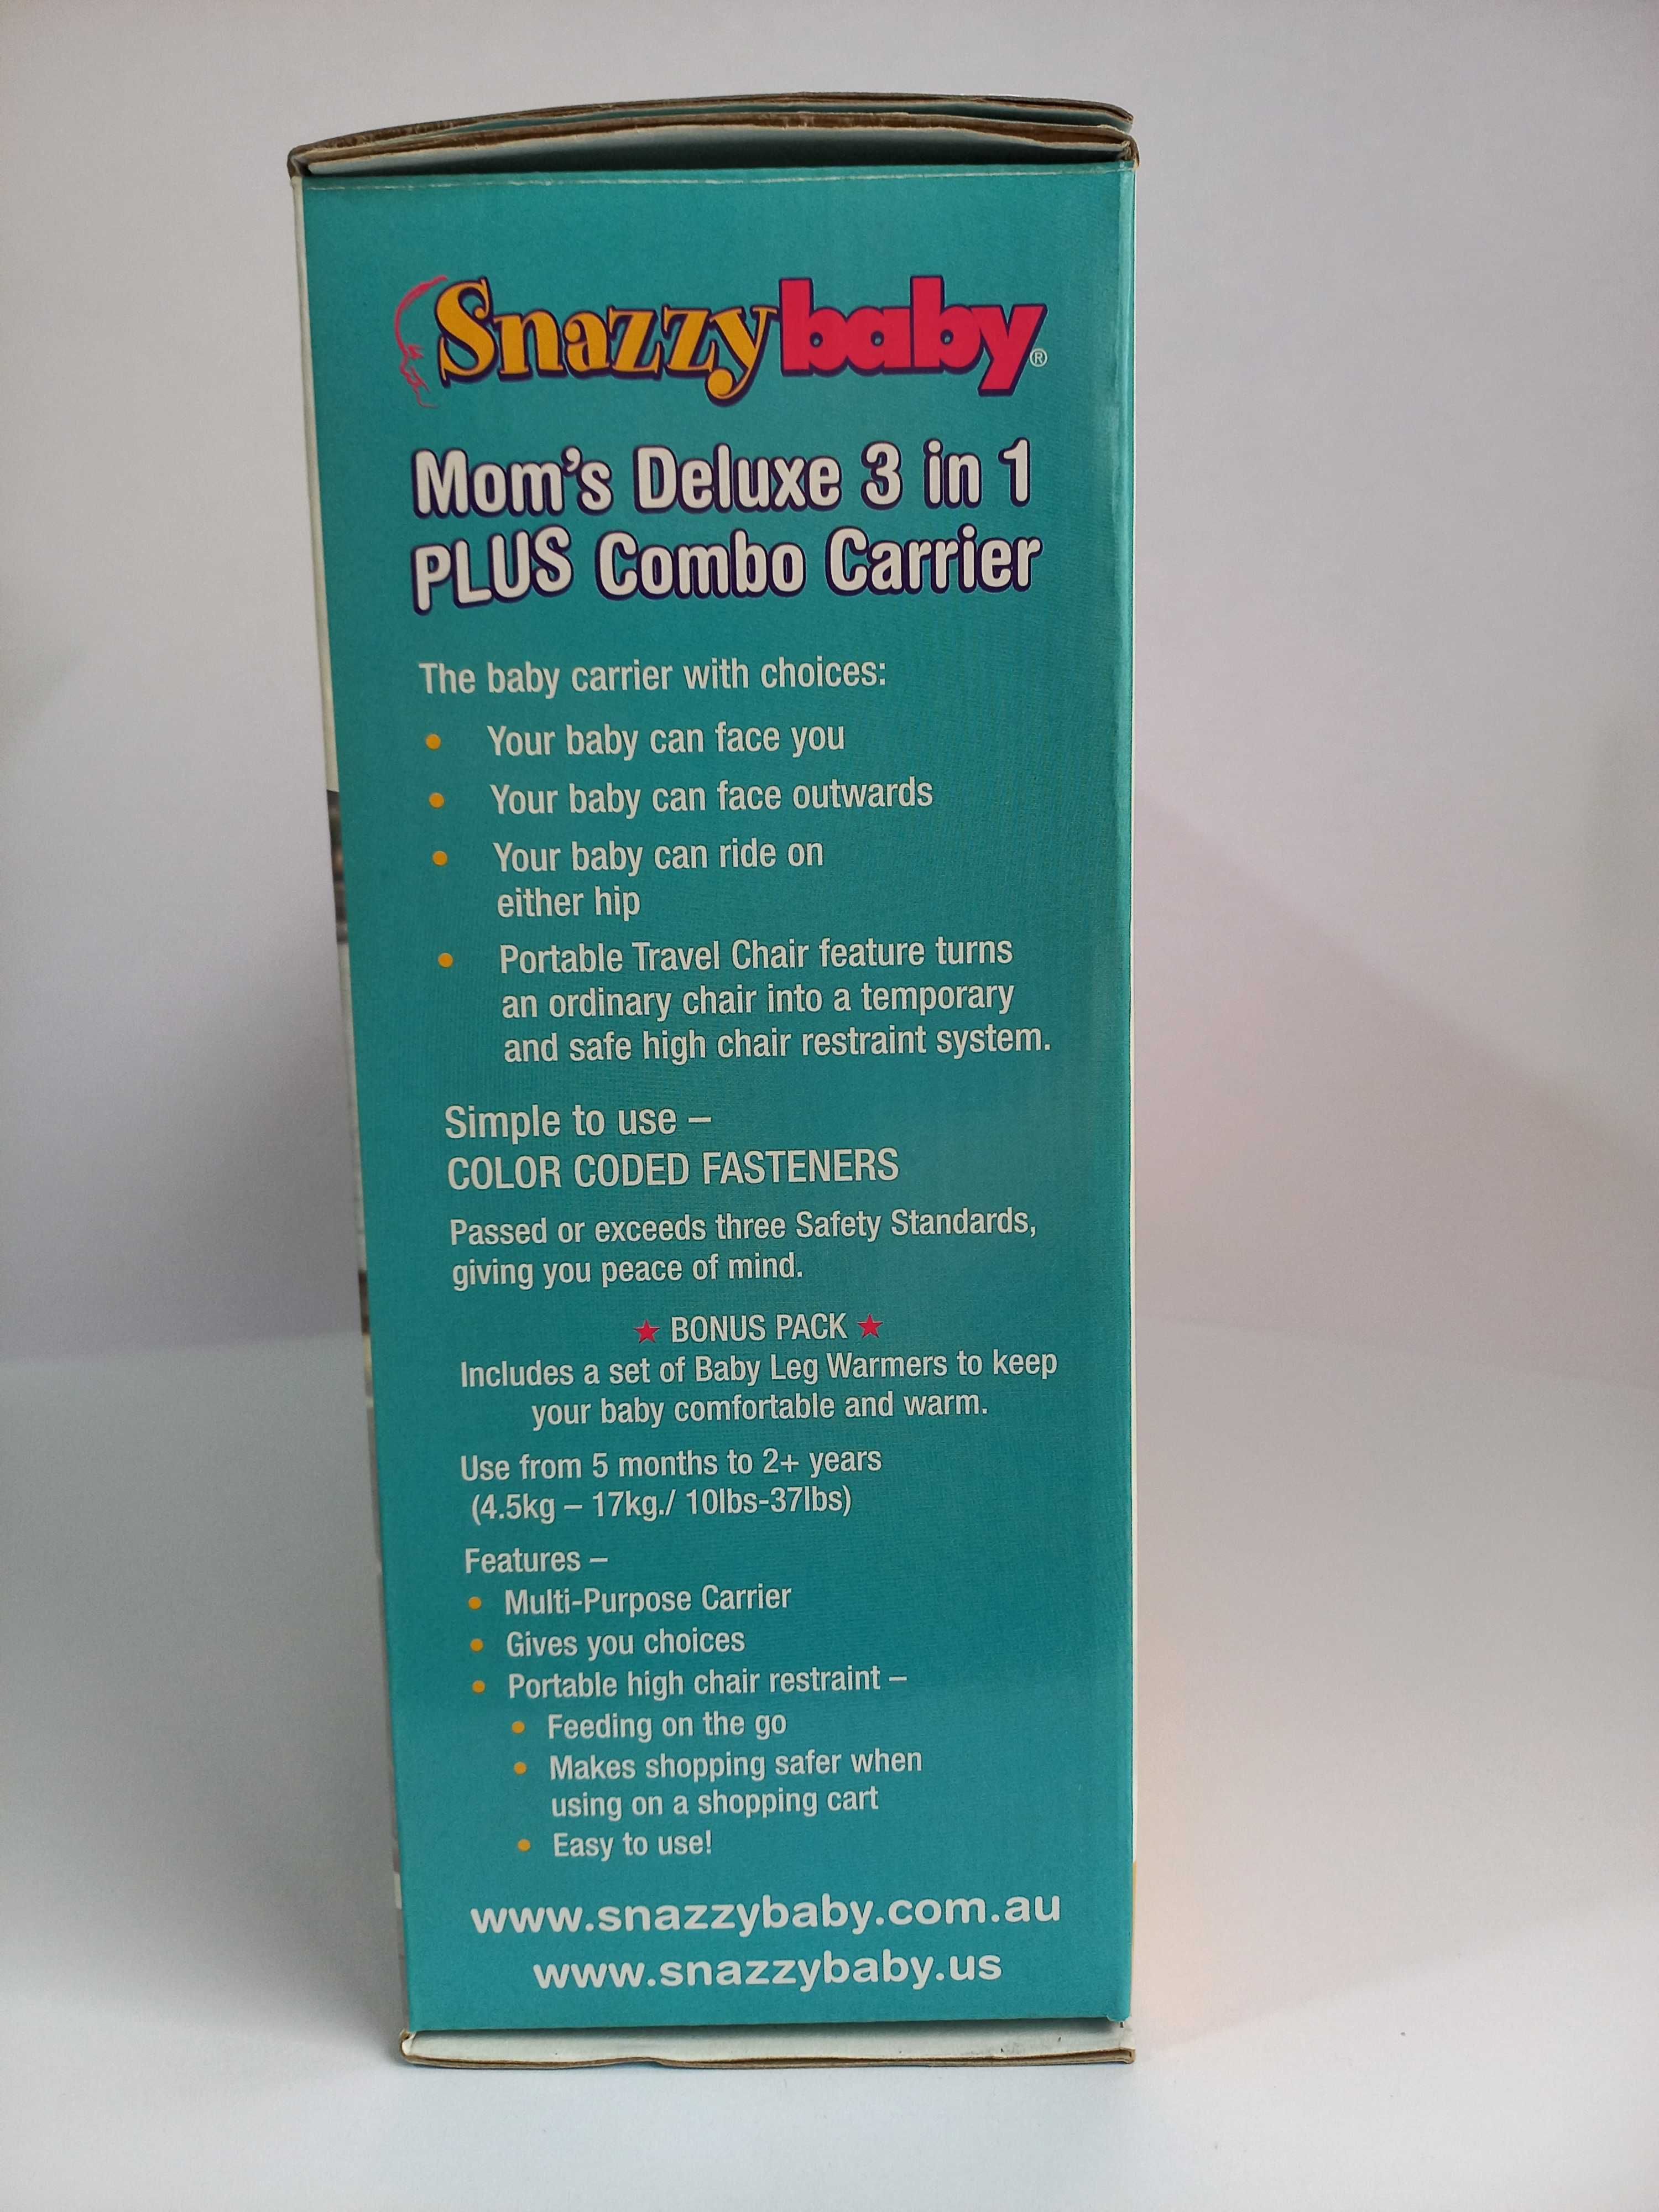 Snazzybaby®
Mom's Deluxe 3 in 1
PLUS Combo Carrier
The baby carrier with choices:
• Your baby can face you
• Your baby can face outwards
• Your baby can ride on
either hip
• Portable Travel Chair feature turns
an ordinary chair into a temporary
and safe high chair restraint system.
Simple to use –
COLOR CODED FASTENERS
Passed or exceeds three Safety Standards,
giving you peace of mind.
★ BONUS PACK ★
Includes a set of Baby Leg Warmers to keep
your baby comfortable and warm.
Use from 5 months to 2+ years
(4.5kg – 17kg./ 10lbs-37lbs)
Features –
• Multi-Purpose Carrier
• Gives you choices
• Portable high chair restraint –
• Feeding on the go
• Makes shopping safer when
using on a shopping cart
• Easy to use!
www.snazzybaby.com.au
www.snazzybaby.us